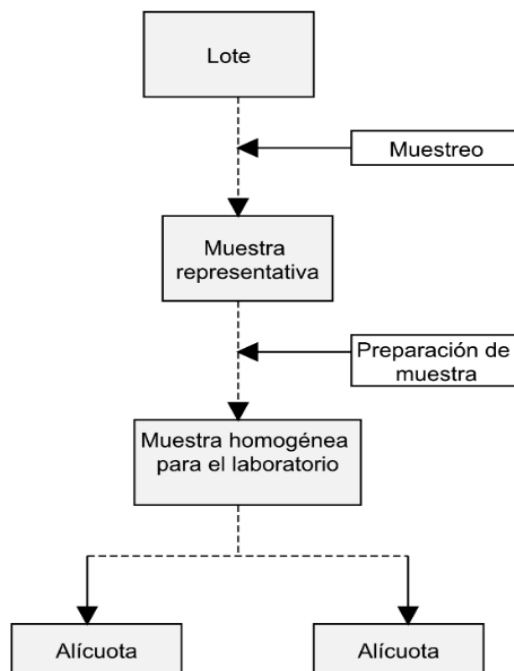 Lote
Muestreo
Muestra
representativa
Preparación de
muestra
Muestra homogénea
para el laboratorio
Alícuota
Alícuota